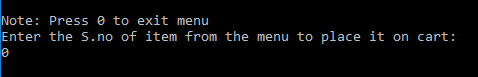 Note: Press 0 to exit menu
Enter the S.no of item from the menu to place it on cart:
0